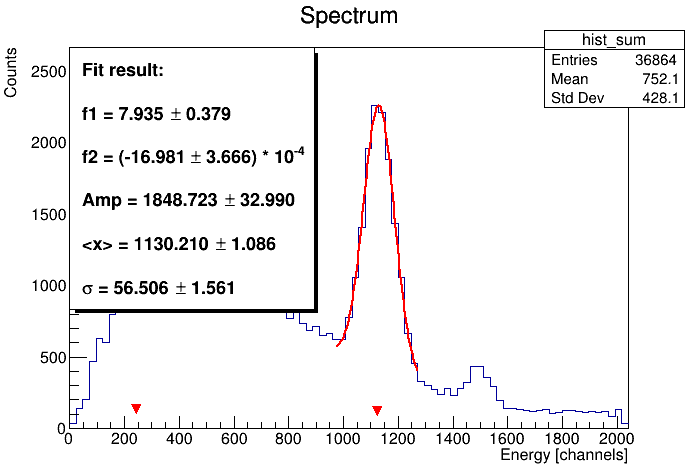 Spectrum
hist_sum
Entries 36864
Mean 752.1
Std Dev 428.1
Counts
2500
2000
1500
1000
500
0
Fit result:
f1 = 7.935 ± 0.379
f2 = (-16.981 ± 3.666) * 10⁻⁴
Amp = 1848.723 ± 32.990
<x> = 1130.210 ± 1.086
σ = 56.506 ± 1.561
0 200 400 600 800 1000 1200 1400 1600 1800 2000
Energy [channels]